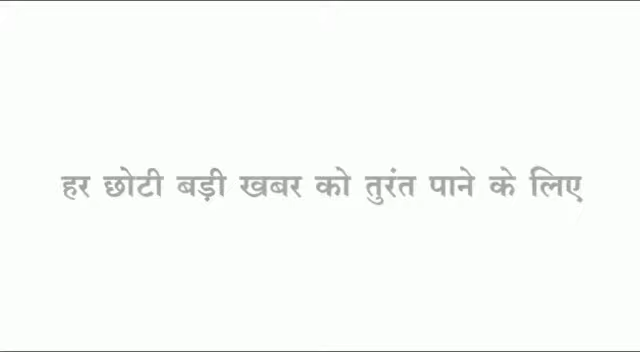 हर छोटी बड़ी खबर को तुरंत पाने के लिए